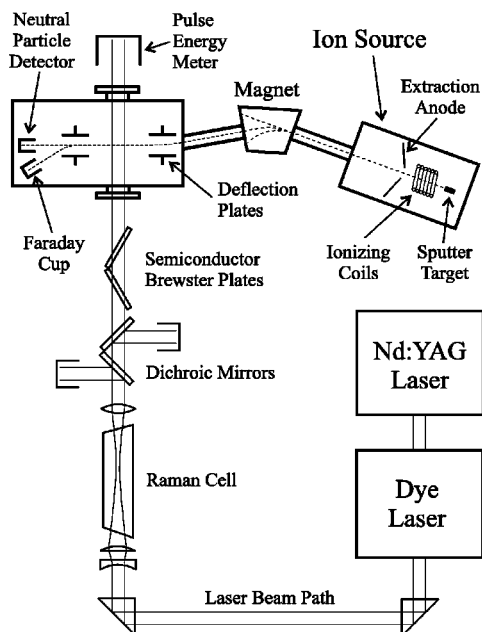 Neutral
Particle
Detector
Pulse
Energy
Meter
Ion Source
Magnet
Extraction
Anode
Deflection
Plates
Faraday
Cup
Ionizing
Coils
Sputter
Target
Semiconductor
Brewster Plates
Nd:YAG
Laser
Dichroic Mirrors
Raman Cell
Dye
Laser
Laser Beam Path